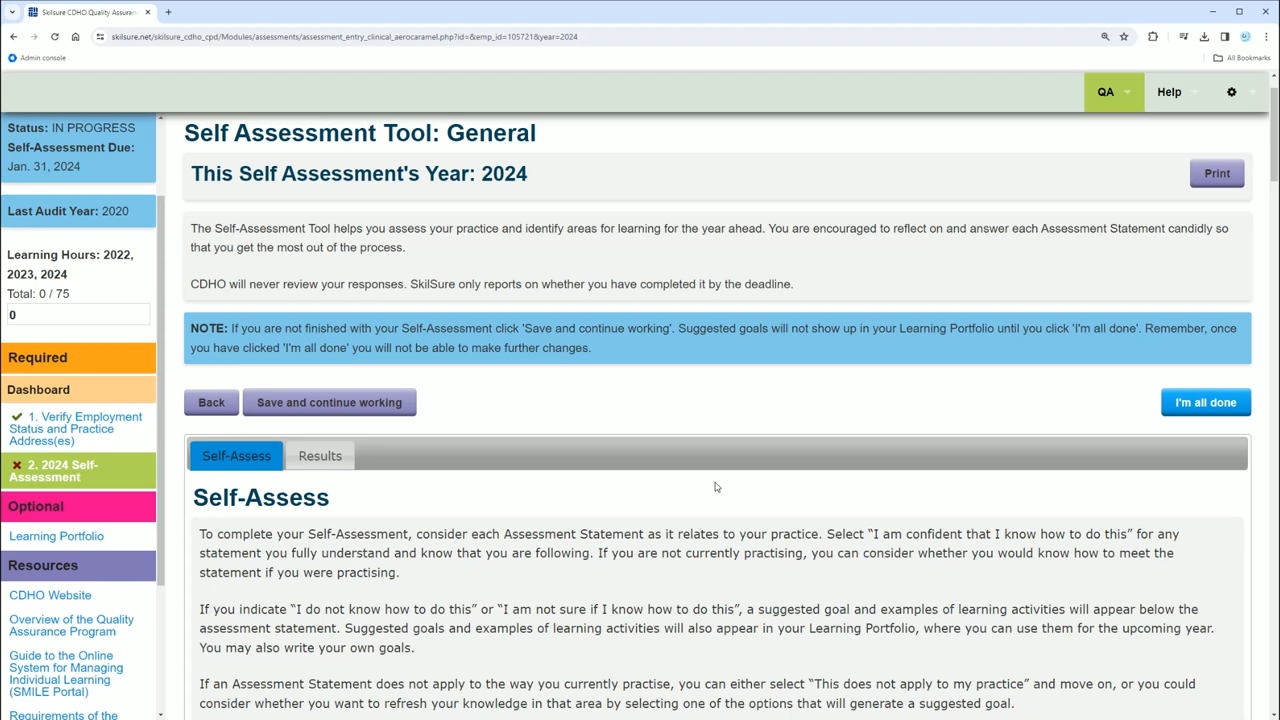 Skilsure CDHO Quality Assuran
skilsure.net/skilsure_cdho_cpd/Modules/assessments/assessment_entry_clinical_aerocaramel.php?id=&emp_id=105721&year=2024
Admin console
All Bookmarks
QA
Help
Status: IN PROGRESS
Self-Assessment Due:
Jan. 31, 2024
Last Audit Year: 2020
Learning Hours: 2022,
2023, 2024
Total: 0 / 75
0
Required
Dashboard
1. Verify Employment
Status and Practice
Address(es)
2. 2024 Self-
Assessment
Optional
Learning Portfolio
Resources
CDHO Website
Overview of the Quality
Assurance Program
Guide to the Online
System for Managing
Individual Learning
(SMILE Portal)
Requirements of the
Self Assessment Tool: General
This Self Assessment's Year: 2024
Print
The Self-Assessment Tool helps you assess your practice and identify areas for learning for the year ahead. You are encouraged to reflect on and answer each Assessment Statement candidly so
that you get the most out of the process.
CDHO will never review your responses. SkilSure only reports on whether you have completed it by the deadline.
NOTE: If you are not finished with your Self-Assessment click 'Save and continue working'. Suggested goals will not show up in your Learning Portfolio until you click 'I'm all done'. Remember, once
you have clicked 'I'm all done' you will not be able to make further changes.
Back
Save and continue working
I'm all done
Self-Assess
Results
Self-Assess
To complete your Self-Assessment, consider each Assessment Statement as it relates to your practice. Select “I am confident that I know how to do this” for any
statement you fully understand and know that you are following. If you are not currently practising, you can consider whether you would know how to meet the
statement if you were practising.
If you indicate “I do not know how to do this” or “I am not sure if I know how to do this”, a suggested goal and examples of learning activities will appear below the
assessment statement. Suggested goals and examples of learning activities will also appear in your Learning Portfolio, where you can use them for the upcoming year.
You may also write your own goals.
If an Assessment Statement does not apply to the way you currently practise, you can either select “This does not apply to my practice” and move on, or you could
consider whether you want to refresh your knowledge in that area by selecting one of the options that will generate a suggested goal.